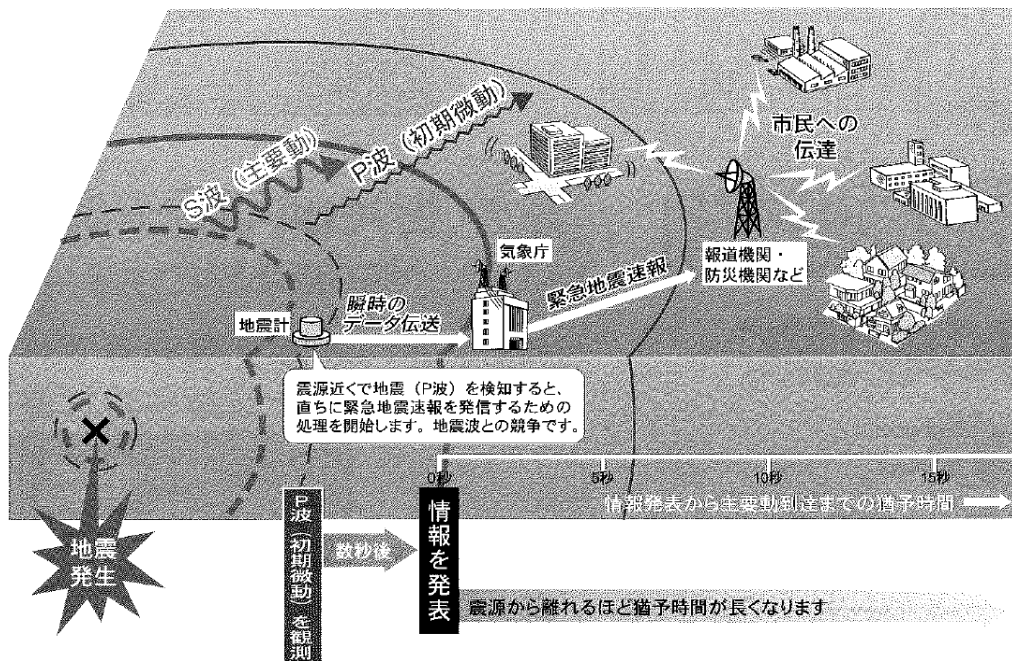 S波(主要動)
P波(初期微動)
市民への
伝達
気象庁
緊急地震速報
報道機関・
防災機関など
地震計
瞬時の
データ伝送
震源近くで地震(P波)を検知すると、
直ちに緊急地震速報を発信するための
処理を開始します。地震波との競争です。
0秒
5秒
10秒
15秒
情報発表から主要動到達までの猶予時間
地震
発生
P波(初期微動)を観測
数秒後
情報を発表
震源から離れるほど猶予時間が長くなります